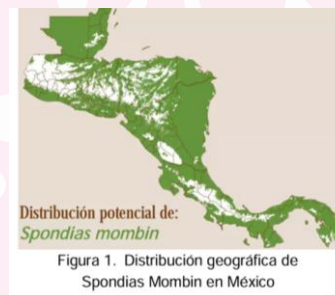 Distribución potencial de:
Spondias mombin
Figura 1. Distribución geográfica de
Spondias Mombin en México